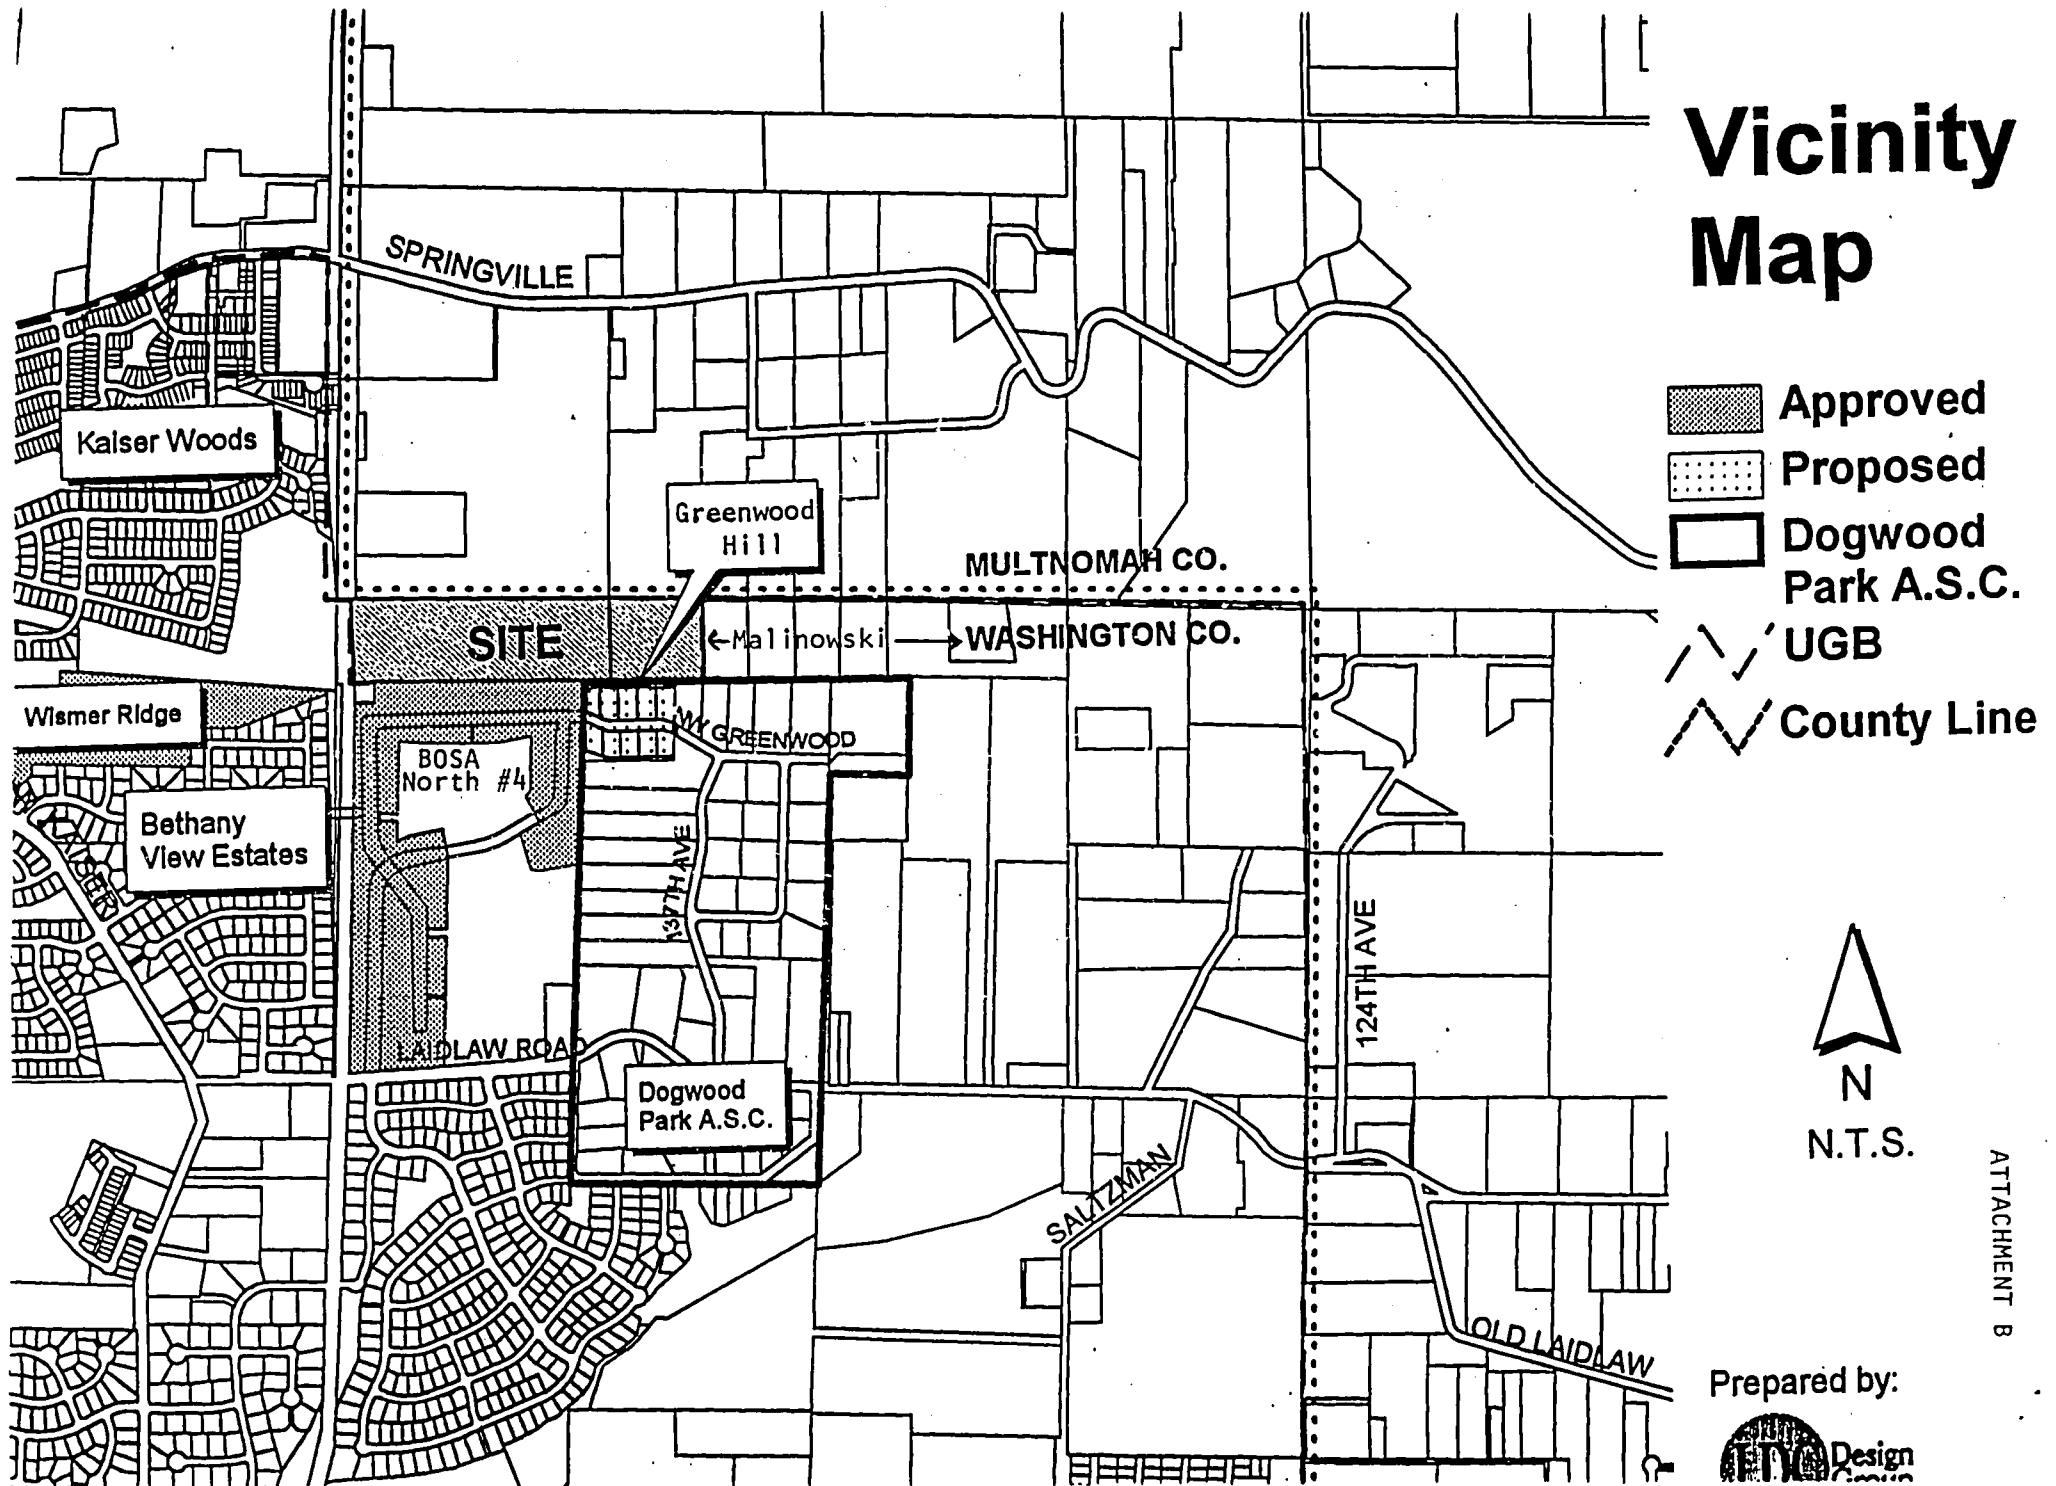 Vicinity
Map
SPRINGVILLE
Approved
Proposed
Dogwood
Park A.S.C.
UGB
County Line
Kaiser Woods
Greenwood
Hill
MULTNOMAH CO.
SITE
←Malinowski →
WASHINGTON CO.
Wismer Ridge
NW GREENWOOD
BOSA
North #4
Bethany
View Estates
137TH AVE
124TH AVE
LAIDLAW ROAD
Dogwood
Park A.S.C.
N
N.T.S.
SALTZMAN
ATTACHMENT B
OLD LAIDLAW
Prepared by:
LDC Design
Group